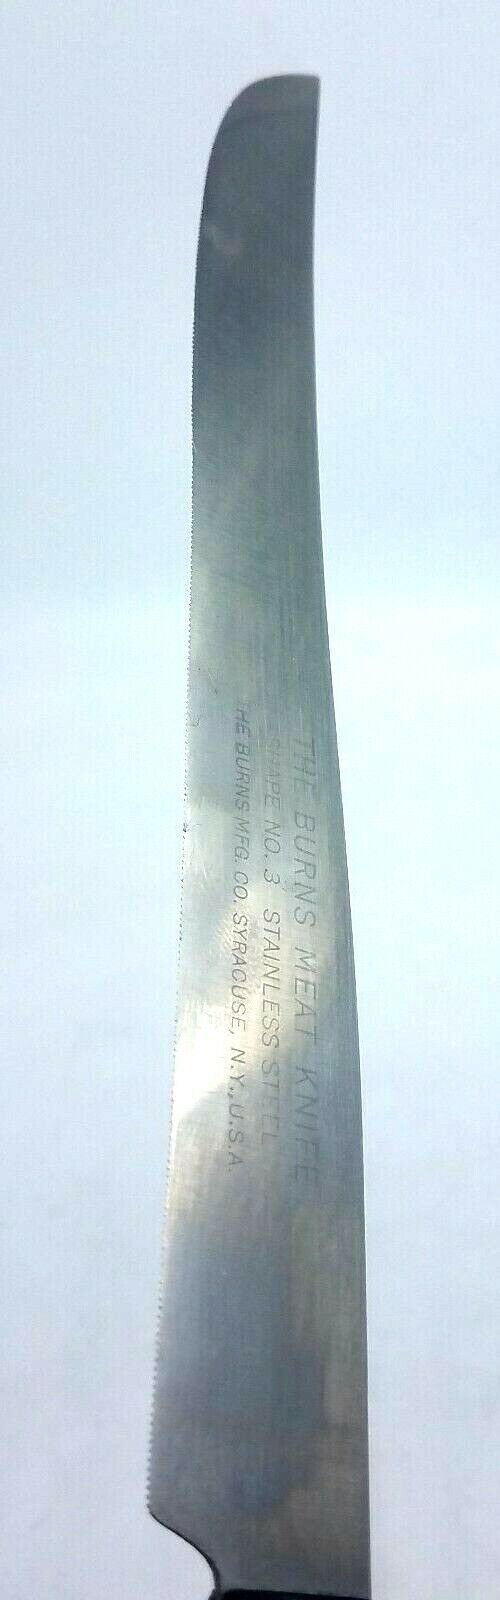 THE BURNS MEAT KNIFE
SHAPE NO. 3 STAINLESS STEEL
THE BURNS MFG. CO. SYRACUSE, N.Y., U.S.A.